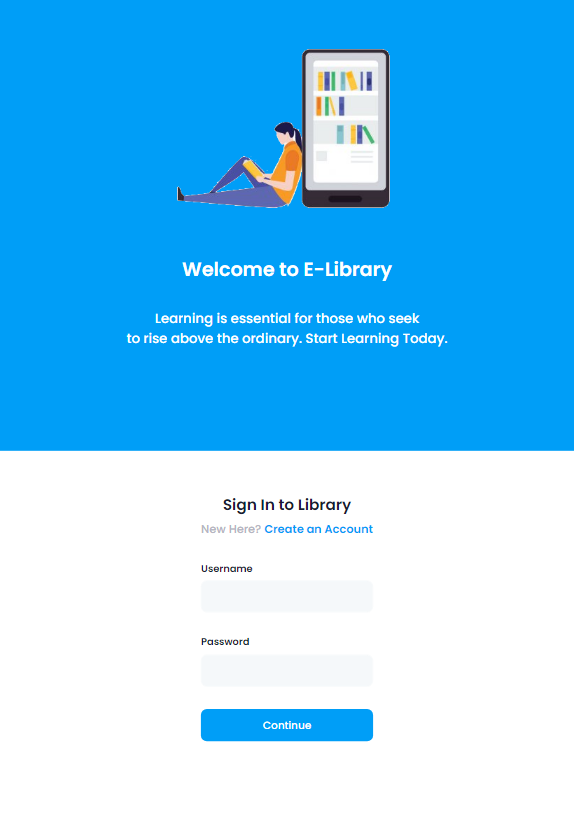 Welcome to E-Library
Learning is essential for those who seek
to rise above the ordinary. Start Learning Today.
Sign In to Library
New Here? Create an Account
Username
Password
Continue